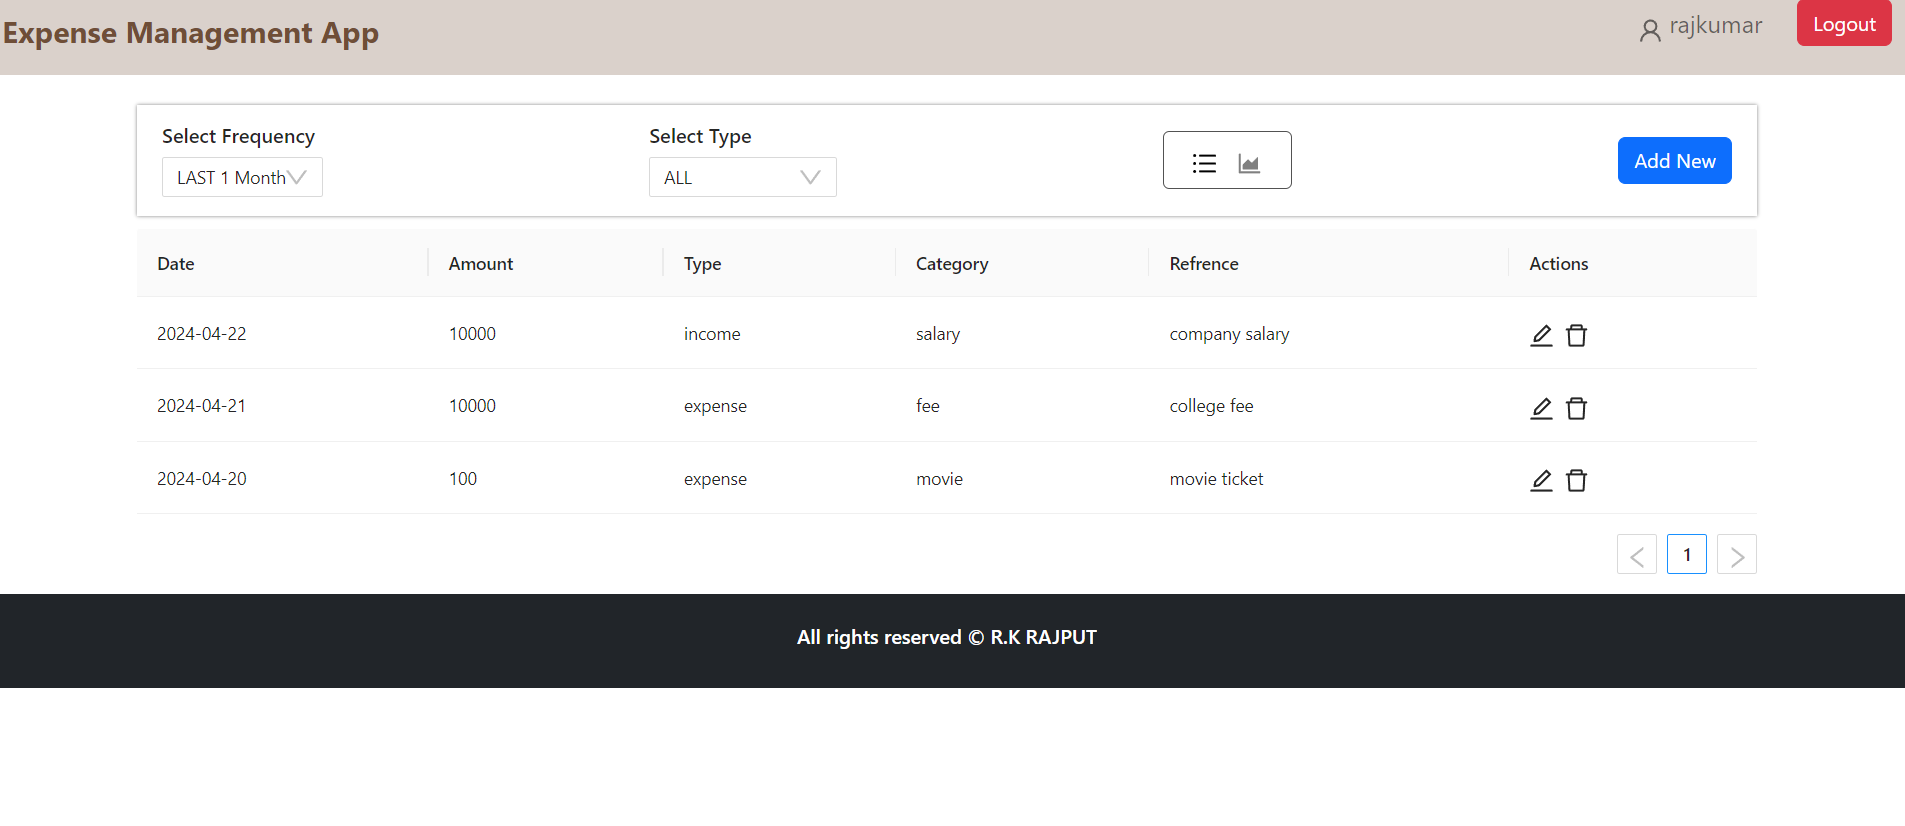 Expense Management App
rajkumar
Logout
Select Frequency
LAST 1 Month
Select Type
ALL
Add New
Date Amount Type Category Refrence Actions
2024-04-22 10000 income salary company salary
2024-04-21 10000 expense fee college fee
2024-04-20 100 expense movie movie ticket
1
All rights reserved © R.K RAJPUT